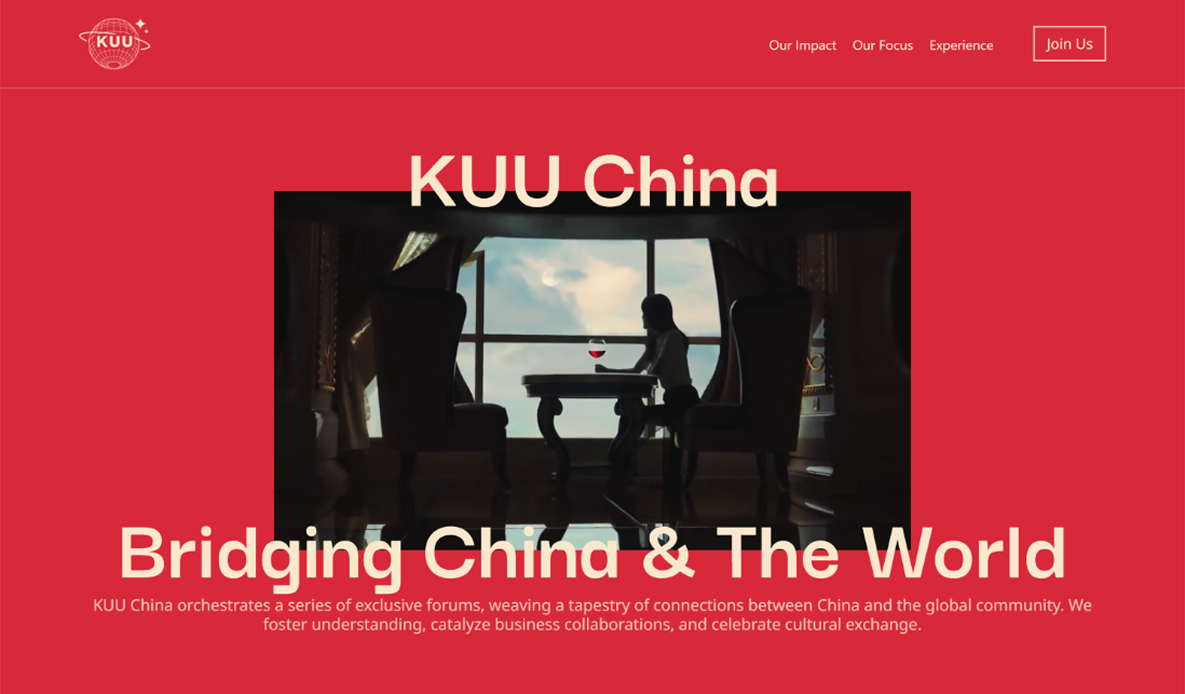 KUU
Our Impact Our Focus Experience Join Us
KUU China
Bridging China & The World
KUU China orchestrates a series of exclusive forums, weaving a tapestry of connections between China and the global community. We
foster understanding, catalyze business collaborations, and celebrate cultural exchange.